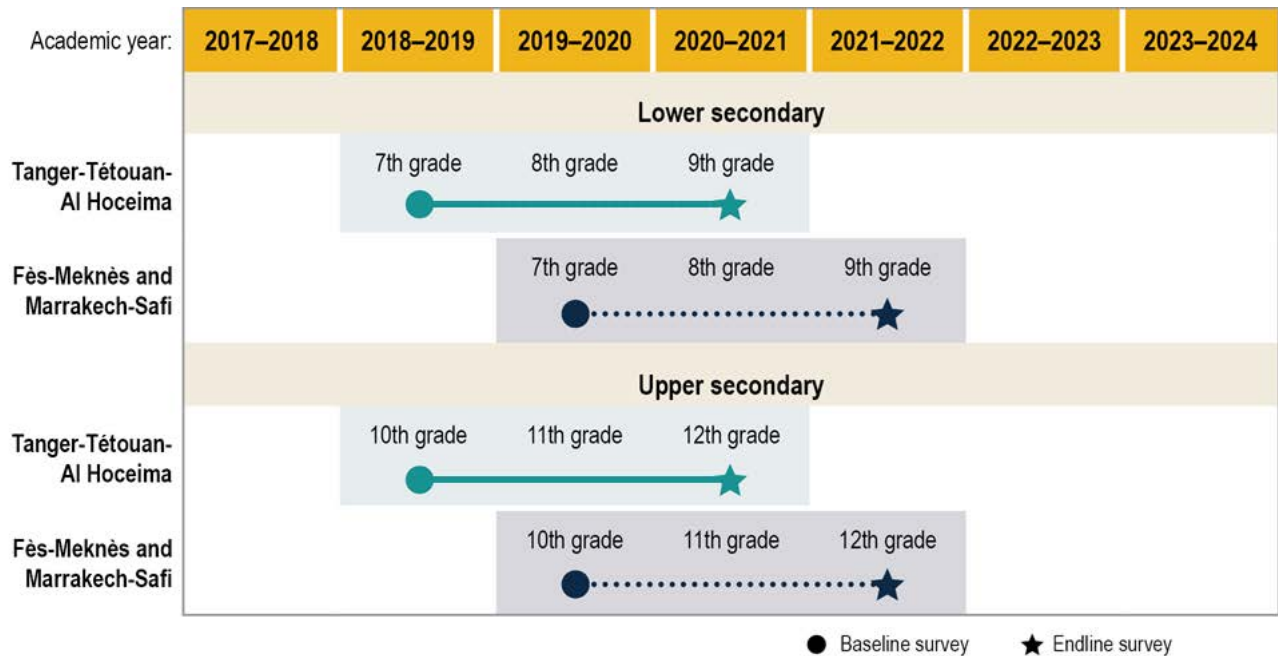 Academic year: 2017–2018 2018–2019 2019–2020 2020–2021 2021–2022 2022–2023 2023–2024
Lower secondary
Tanger-Tétouan-
Al Hoceima
7th grade 8th grade 9th grade
Fès-Meknès and
Marrakech-Safi
7th grade 8th grade 9th grade
Upper secondary
Tanger-Tétouan-
Al Hoceima
10th grade 11th grade 12th grade
Fès-Meknès and
Marrakech-Safi
10th grade 11th grade 12th grade
Baseline survey Endline survey